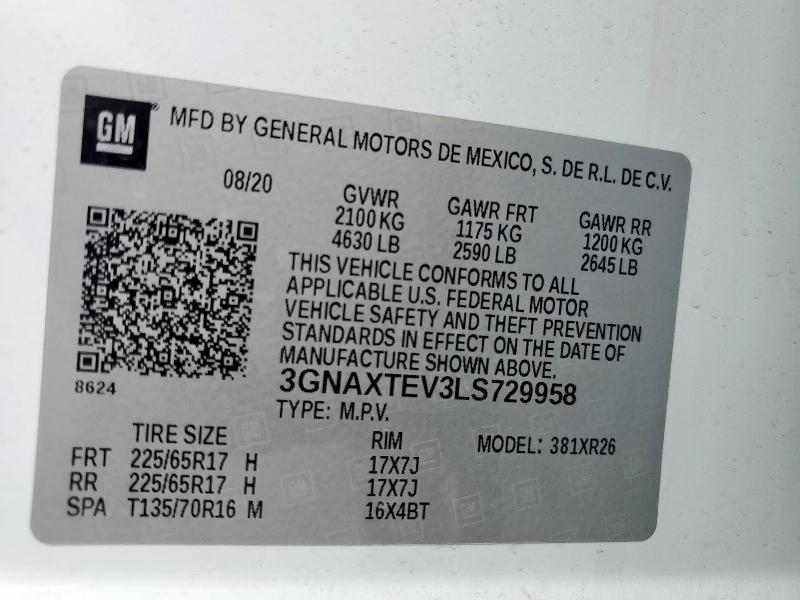 GM® MFD BY GENERAL MOTORS DE MEXICO, S. DE R.L. DE C.V.
08/20
GVWR
2100 KG
4630 LB
GAWR FRT
1175 KG
2590 LB
GAWR RR
1200 KG
2645 LB
THIS VEHICLE CONFORMS TO ALL
APPLICABLE U.S. FEDERAL MOTOR
VEHICLE SAFETY AND THEFT PREVENTION
STANDARDS IN EFFECT ON THE DATE OF
MANUFACTURE SHOWN ABOVE.
8624
3GNAXTEV3LS729958
TYPE: M.P.V.
TIRE SIZE RIM MODEL: 381XR26
FRT 225/65R17 H 17X7J
RR 225/65R17 H 17X7J
SPA T135/70R16 M 16X4BT